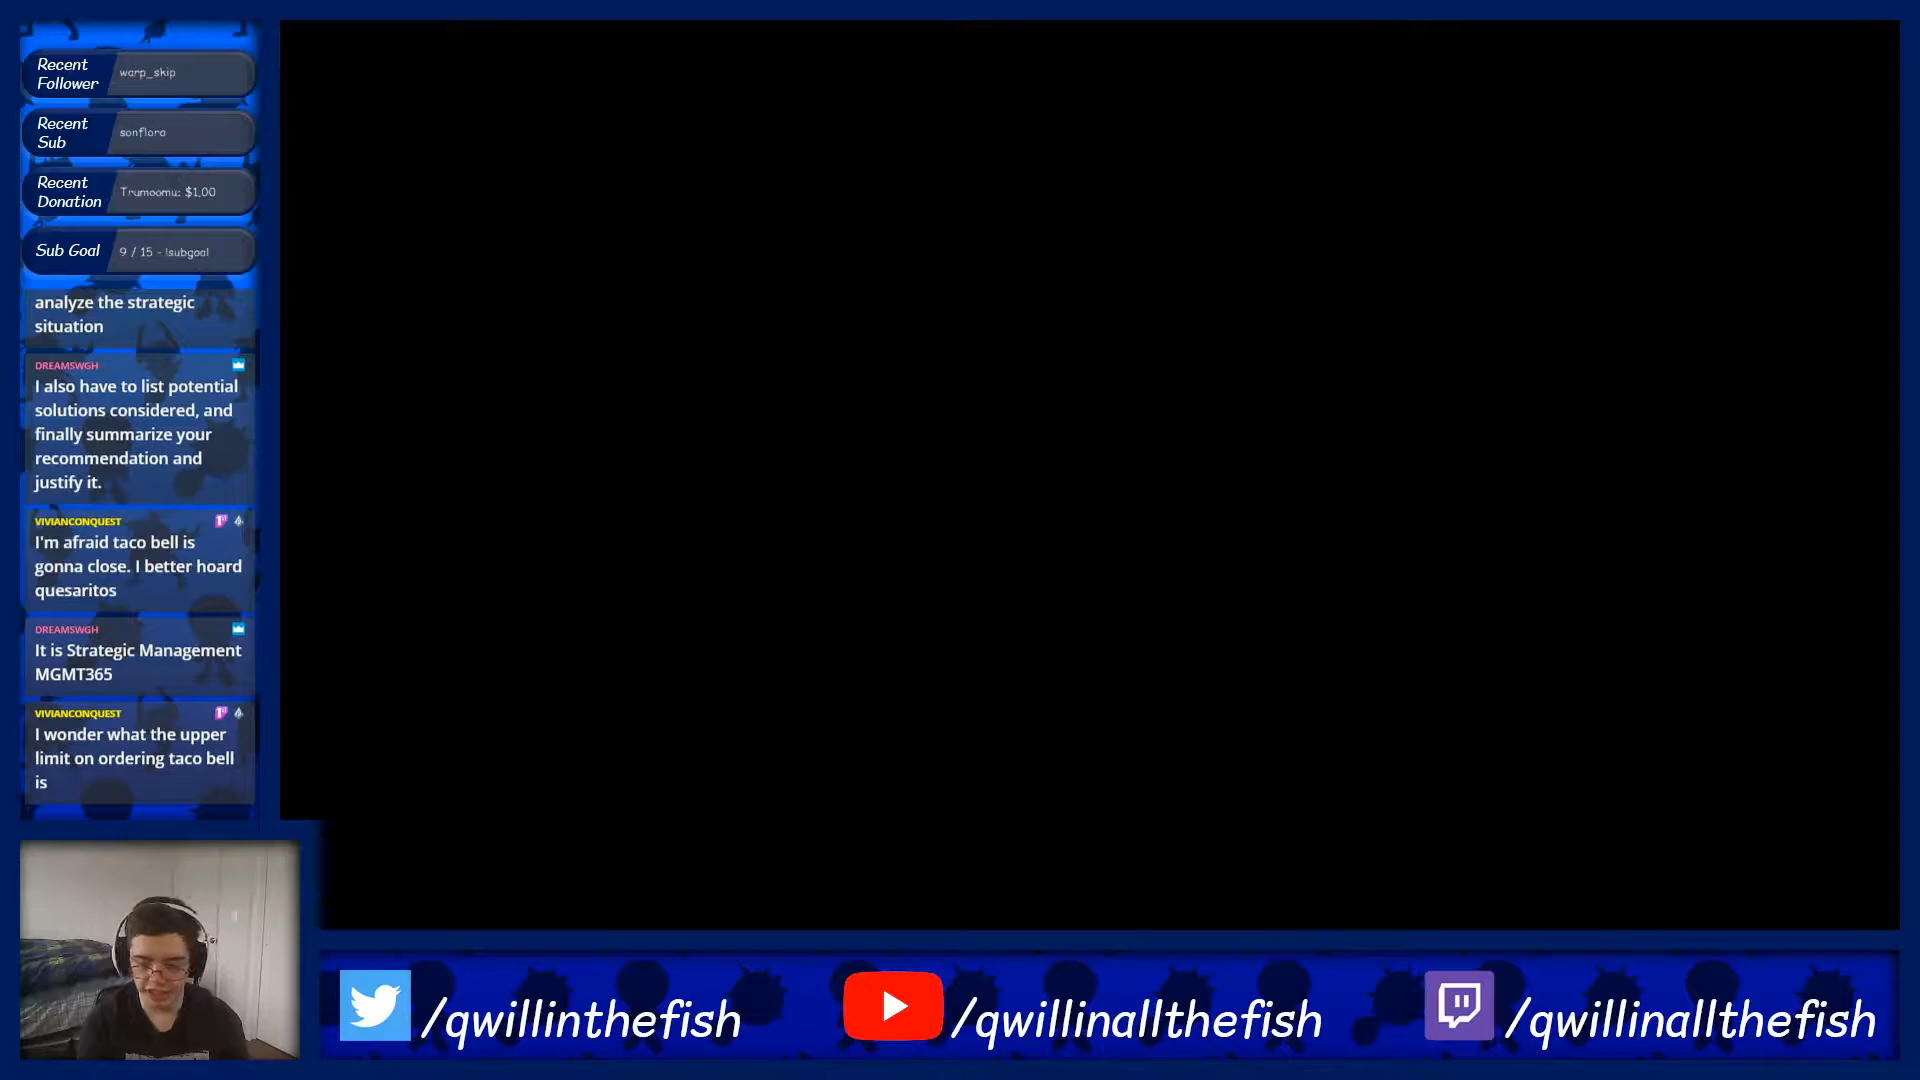 Recent
Follower
warp_skip
Recent
Sub
sonflora
Recent
Donation
Trumoomu: $1.00
Sub Goal
9 / 15 - !subgoal
analyze the strategic
situation
DREAMSWGH
I also have to list potential
solutions considered, and
finally summarize your
recommendation and
justify it.
VIVIANCONQUEST
I'm afraid taco bell is
gonna close. I better hoard
quesaritos
DREAMSWGH
It is Strategic Management
MGMT365
VIVIANCONQUEST
I wonder what the upper
limit on ordering taco bell
is
/qwillinthefish
/qwillinallthefish
/qwillinallthefish